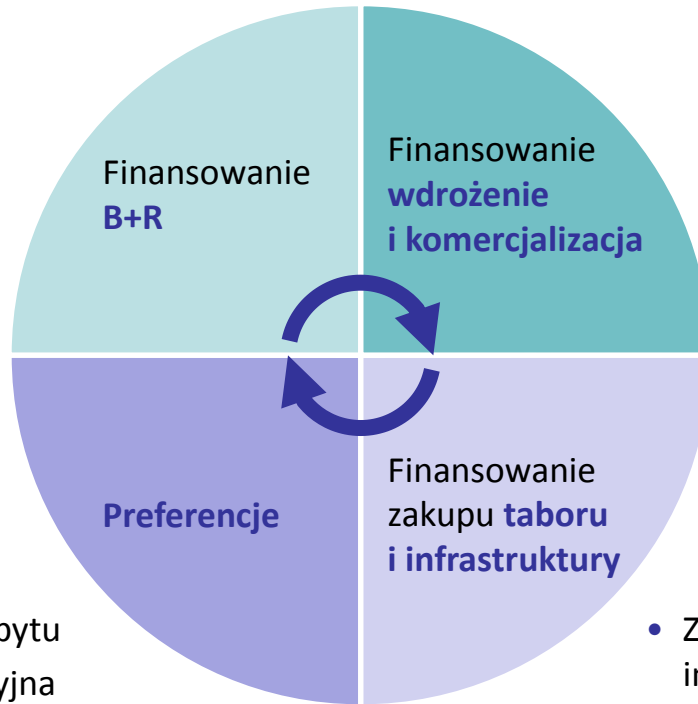 Finansowanie
B+R
Finansowanie
wdrożenie
i komercjalizacja
Preferencje
Finansowanie
zakupu taboru
i infrastruktury